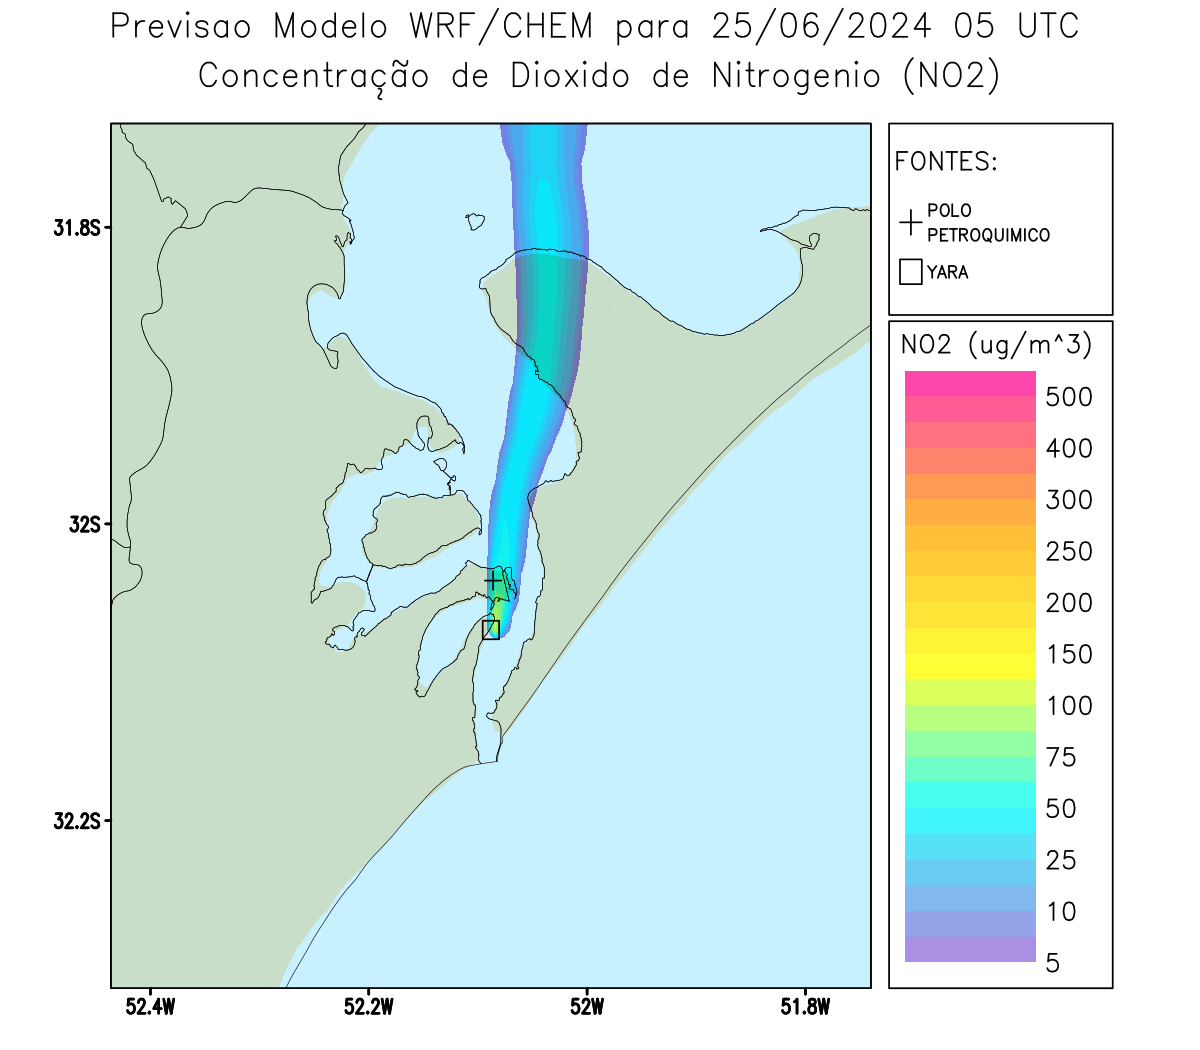 Previsao Modelo WRF/CHEM para 25/06/2024 05 UTC
Concentração de Dioxido de Nitrogenio (NO2)
FONTES:
POLO
PETROQUIMICO
YARA
31.8S
32S
32.2S
52.4W
52.2W
52W
51.8W
NO2 (ug/m^3)
500
400
300
250
200
150
100
75
50
25
10
5